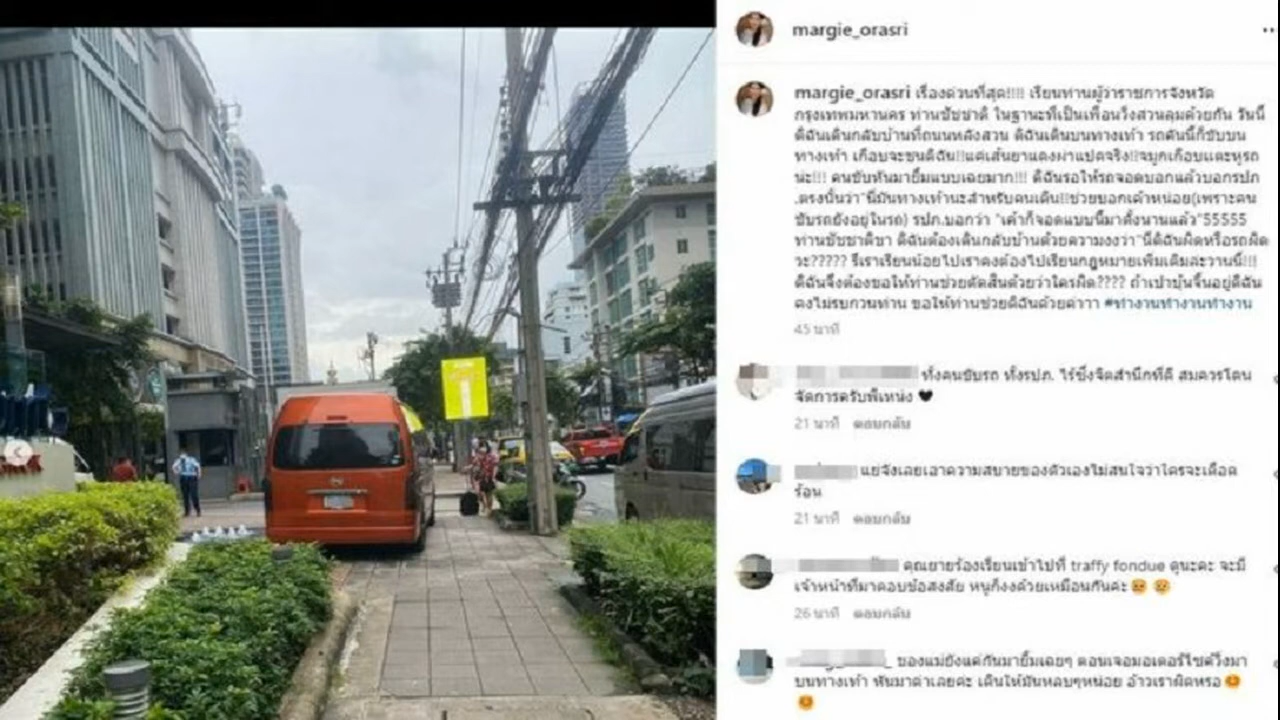 margie_orasri
margie_orasri เรื่องด่วนที่สุด!!!! เรียนท่านผู้ว่าราชการจังหวัด
กรุงเทพมหานคร ท่านชัชชาติ ในฐานะที่เป็นเพื่อนวิ่งสวนลุมด้วยกัน วันนี้
ดิฉันเดินกลับบ้านที่ถนนหลังสวน ดิฉันเดินบนทางเท้า รถคันนี้ก็ขับบน
ทางเท้า เกือบจะชนดิฉัน!!แค่เส้นยาแดงผ่าแปดจริง!!จมูกเกือบแตะหูรถ
น่ะ!!! คนขับหันมายิ้มแบบเฉยมาก!!! ดิฉันรอให้รถจอดบอกแล้วบอกรปภ
.ตรงนั้นว่า"นี่มันทางเท้านะสำหรับคนเดิน!!ช่วยบอกเค้าหน่อย(เพราะคน
ขับรถยังอยู่ในรถ) รปภ.บอกว่า "เค้าก็จอดแบบนี้มาตั้งนานแล้ว"55555
ท่านชัชชาติขา ดิฉันต้องเดินกลับบ้านด้วยความงงว่า"นี่ดิฉันผิดหรือรถผิด
วะ????? รึเราเรียนน้อยไปเราคงต้องไปเรียนกฎหมายเพิ่มเติมสะวานนี้!!!
ดิฉันจึงต้องขอให้ท่านช่วยตัดสินด้วยว่าใครผิด???? ถ้าเปาบุ้นจิ้นอยู่ดิฉัน
คงไม่รบกวนท่าน ขอให้ท่านช่วยดิฉันด้วยค่าาา #ทำงานทำงานทำงาน
45 นาที
ทั้งคนขับรถ ทั้งรปภ. ไร้ซึ่งจิตสำนึกที่ดี สมควรโดน
จัดการครับพี่เหน่ง 🖤
21 นาที ตอบกลับ
แย่จังเลยเอาความสบายของตัวเองไม่สนใจว่าใครจะเดือด
ร้อน
21 นาที ตอบกลับ
คุณยายร้องเรียนเข้าไปที่ traffy fondue ดูนะคะ จะมี
เจ้าหน้าที่มาตอบข้อสงสัย หนูก็งงด้วยเหมือนกันค่ะ
26 นาที ตอบกลับ
ของแม่ยังแค่หันมายิ้มเฉยๆ ตอนเจอมอเตอร์ไซต์วิ่งมา
บนทางเท้า หันมาด่าเลยค่ะ เดินให้มันหลบๆหน่อย อ้าวเราผิดหรอ